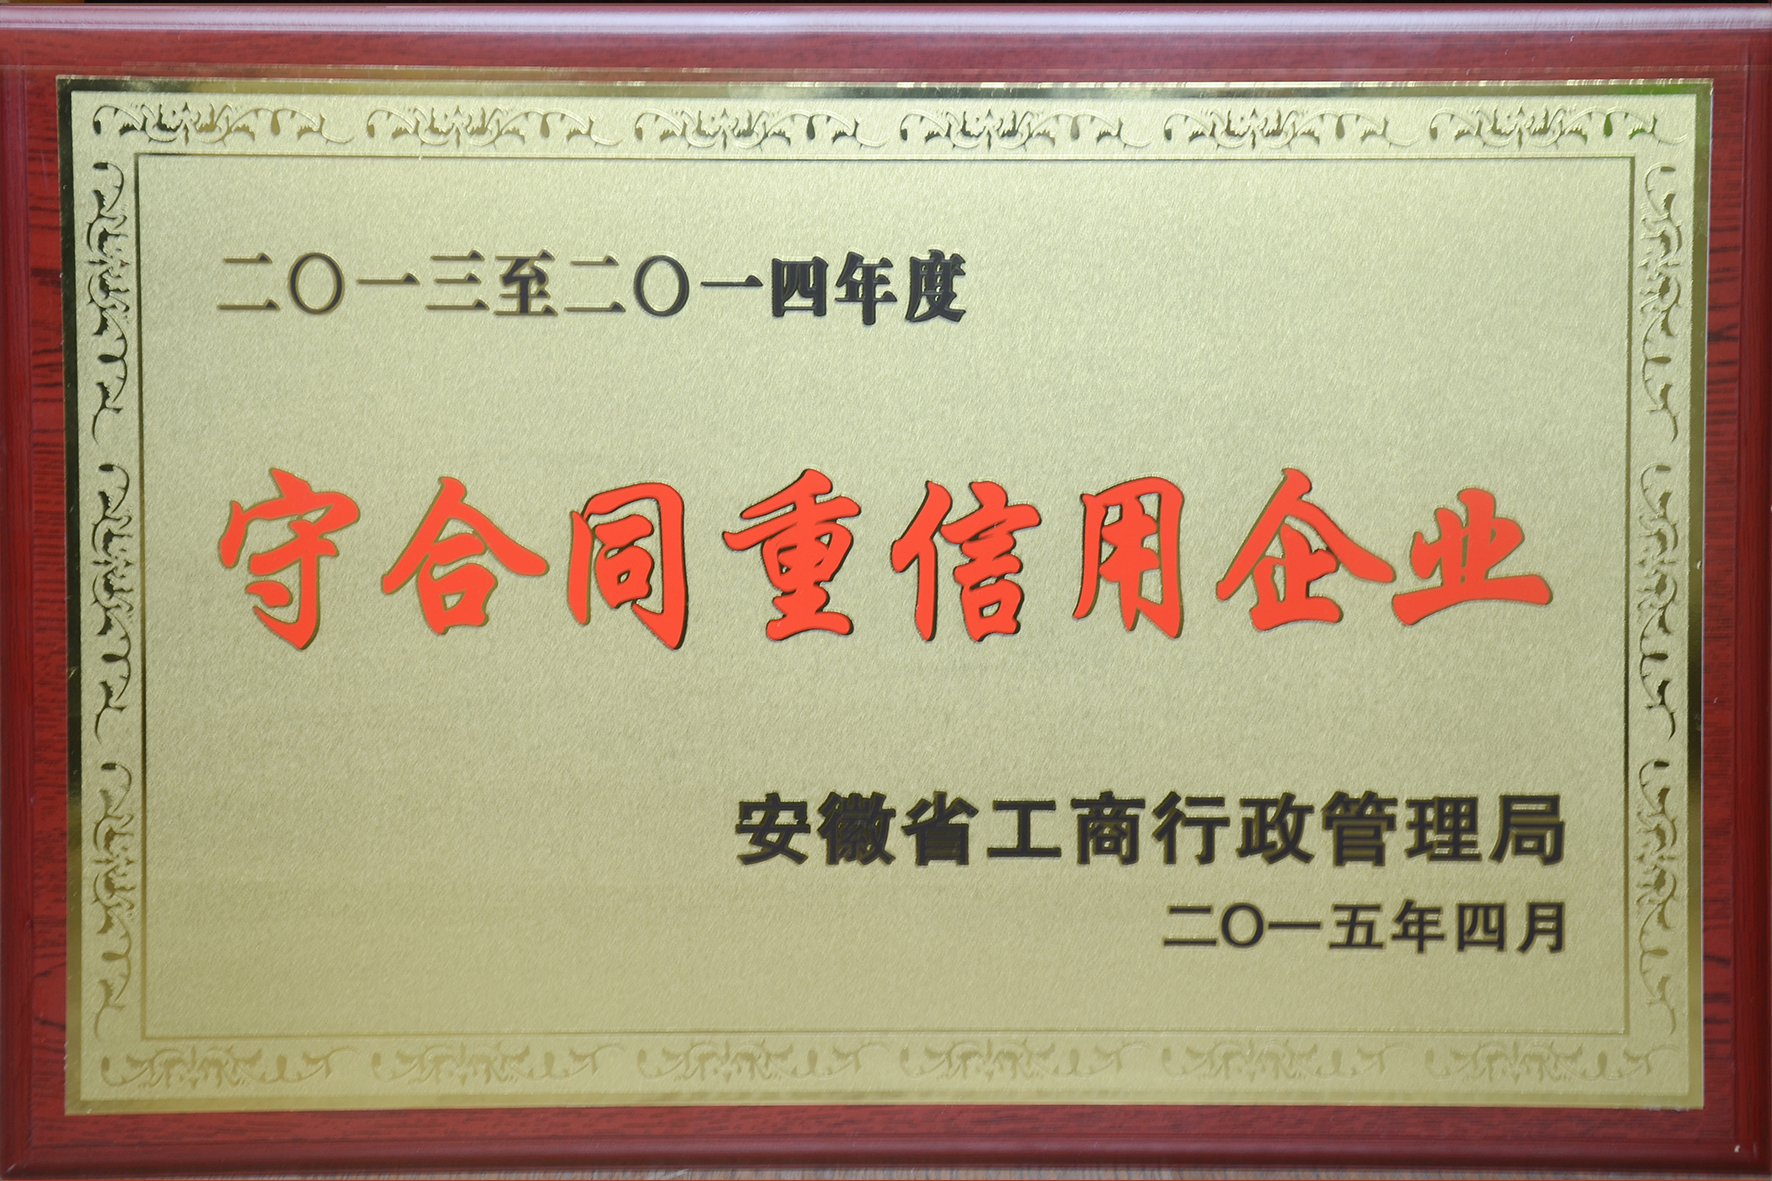 二〇一三至二〇一四年度
守合同重信用企业
安徽省工商行政管理局
二〇一五年四月